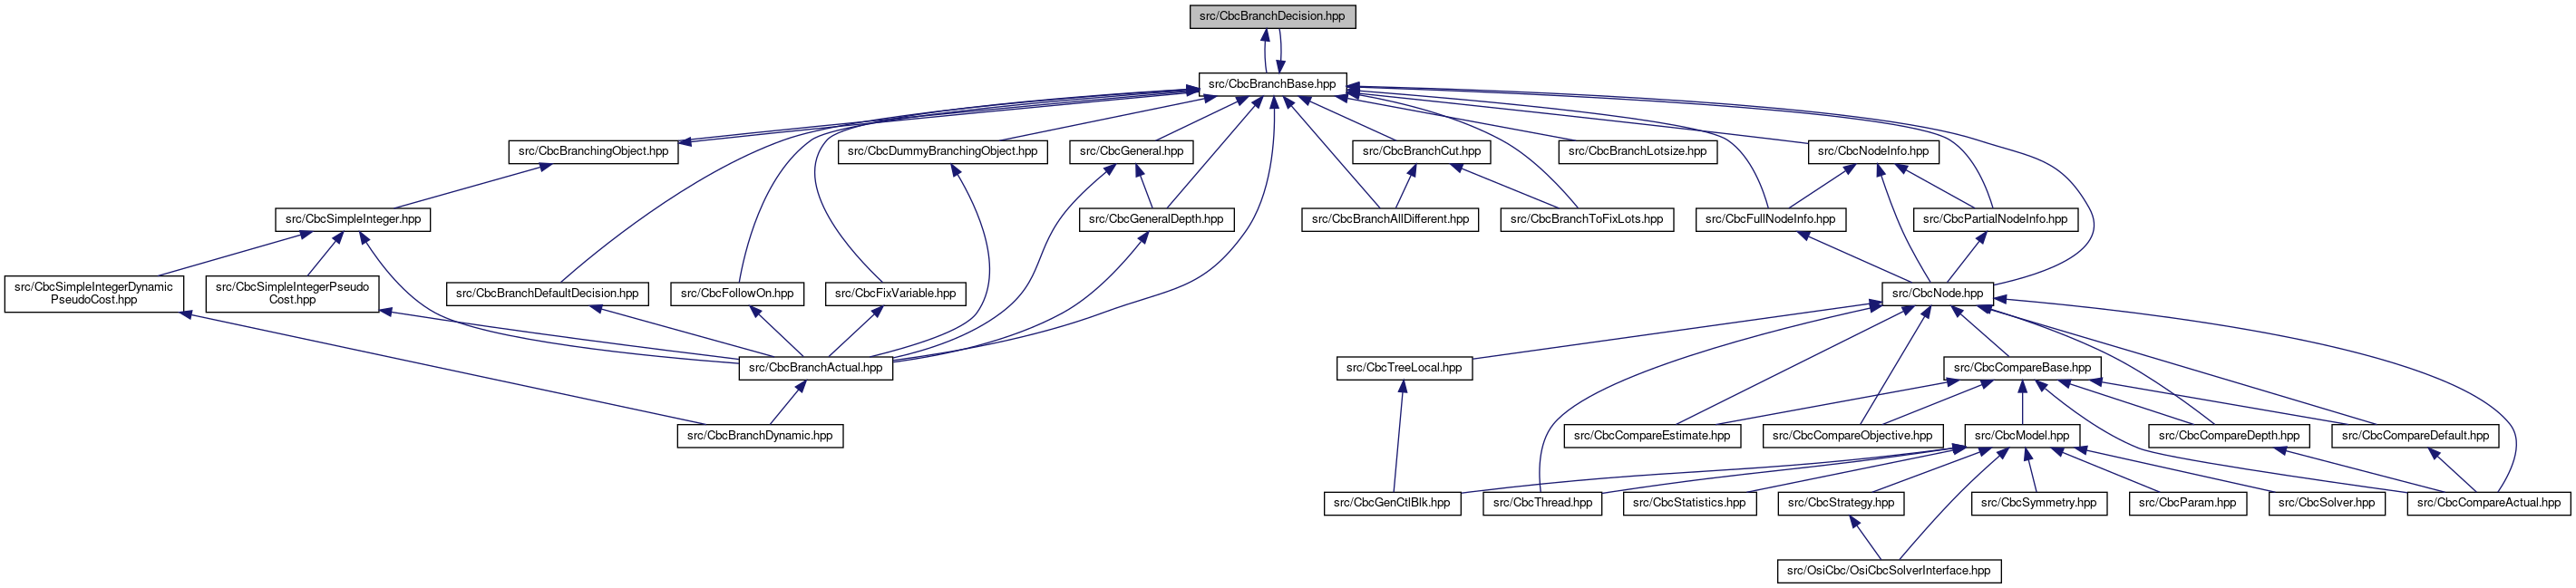 src/CbcBranchDecision.hpp
src/CbcBranchBase.hpp
src/CbcBranchingObject.hpp
src/CbcDummyBranchingObject.hpp
src/CbcGeneral.hpp
src/CbcBranchCut.hpp
src/CbcBranchLotsize.hpp
src/CbcNodeInfo.hpp
src/CbcSimpleInteger.hpp
src/CbcGeneralDepth.hpp
src/CbcBranchAllDifferent.hpp
src/CbcBranchToFixLots.hpp
src/CbcFullNodeInfo.hpp
src/CbcPartialNodeInfo.hpp
src/CbcSimpleIntegerDynamic
PseudoCost.hpp
src/CbcSimpleIntegerPseudo
Cost.hpp
src/CbcBranchDefaultDecision.hpp
src/CbcFollowOn.hpp
src/CbcFixVariable.hpp
src/CbcNode.hpp
src/CbcBranchActual.hpp
src/CbcTreeLocal.hpp
src/CbcCompareBase.hpp
src/CbcBranchDynamic.hpp
src/CbcCompareEstimate.hpp
src/CbcCompareObjective.hpp
src/CbcModel.hpp
src/CbcCompareDepth.hpp
src/CbcCompareDefault.hpp
src/CbcGenCtlBlk.hpp
src/CbcThread.hpp
src/CbcStatistics.hpp
src/CbcStrategy.hpp
src/CbcSymmetry.hpp
src/CbcParam.hpp
src/CbcSolver.hpp
src/CbcCompareActual.hpp
src/OsiCbc/OsiCbcSolverInterface.hpp